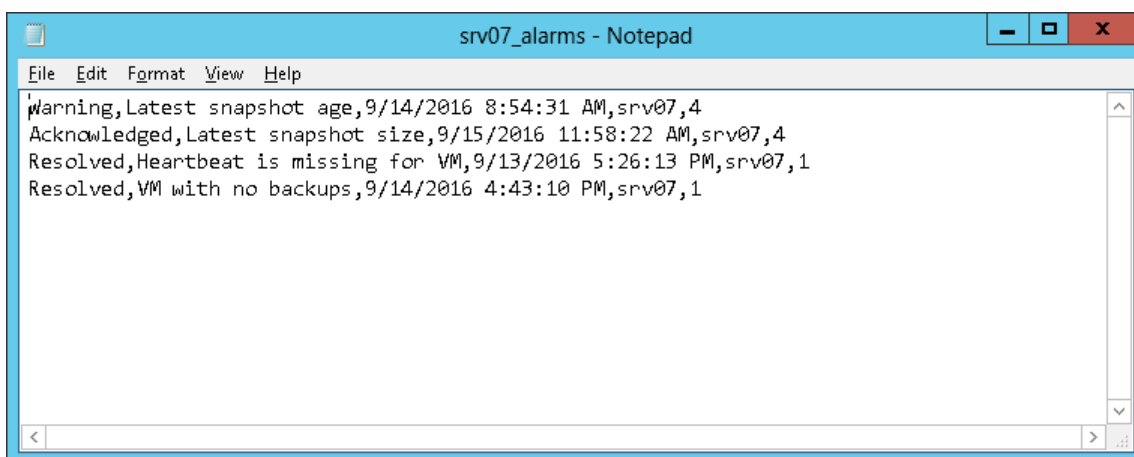 srv07_alarms - Notepad
File Edit Format View Help
Warning,Latest snapshot age,9/14/2016 8:54:31 AM,srv07,4
Acknowledged,Latest snapshot size,9/15/2016 11:58:22 AM,srv07,4
Resolved,Heartbeat is missing for VM,9/13/2016 5:26:13 PM,srv07,1
Resolved,VM with no backups,9/14/2016 4:43:10 PM,srv07,1